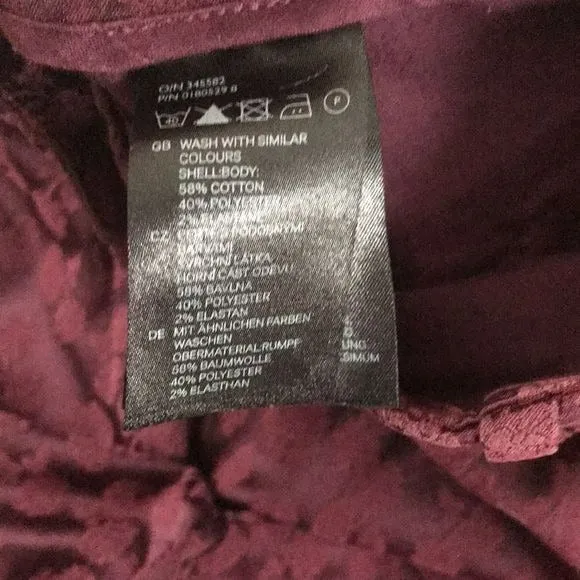 O/N 345582
P/N 0180529 8
40 P
GB WASH WITH SIMILAR
COLOURS
SHELL:BODY:
58% COTTON
40% POLYESTER
2% ELASTANE
CZ
BARVAMI
VRCHNÍ LÁTKA
HORNÍ ČÁST ODĚVU
58% BAVLNA
40% POLYESTER
2% ELASTAN
DE MIT ÄHNLICHEN FARBEN
WASCHEN
OBERMATERIAL:RUMPF
58% BAUMWOLLE
40% POLYESTER
2% ELASTHAN